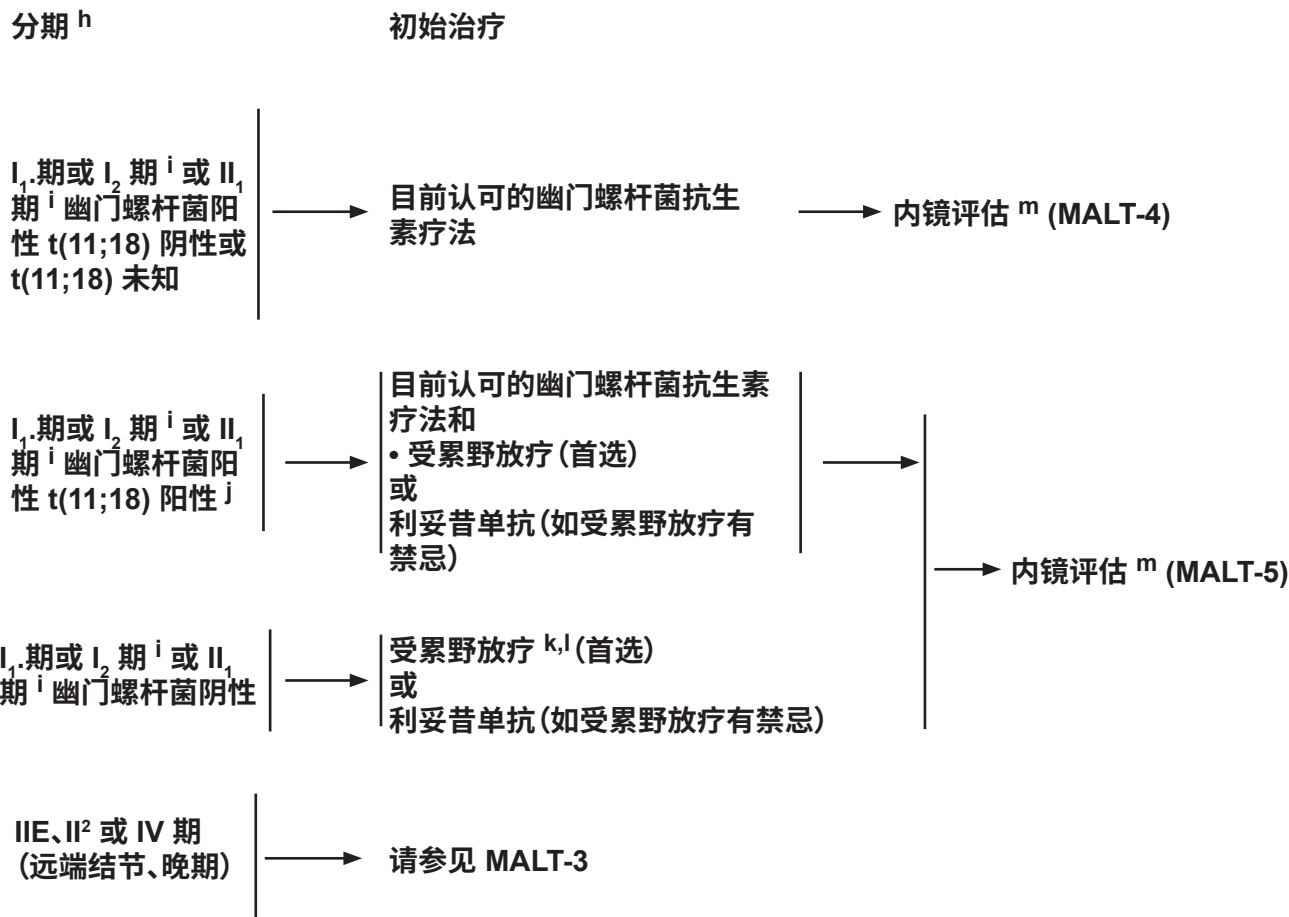 分期 h
初始治疗
I₁.期或 I₂ 期 i 或 II₁
期 i 幽门螺杆菌阳
性 t(11;18) 阴性或
t(11;18) 未知
目前认可的幽门螺杆菌抗生
素疗法
内镜评估 m (MALT-4)
I₁.期或 I₂ 期 i 或 II₁
期 i 幽门螺杆菌阳
性 t(11;18) 阳性 j
目前认可的幽门螺杆菌抗生素
疗法和
• 受累野放疗（首选）
或
利妥昔单抗（如受累野放疗有
禁忌）
I₁.期或 I₂ 期 i 或 II₁
期 i 幽门螺杆菌阴性
受累野放疗 k,l（首选）
或
利妥昔单抗（如受累野放疗有禁忌）
内镜评估 m (MALT-5)
IIE、II² 或 IV 期
（远端结节、晚期）
请参见 MALT-3